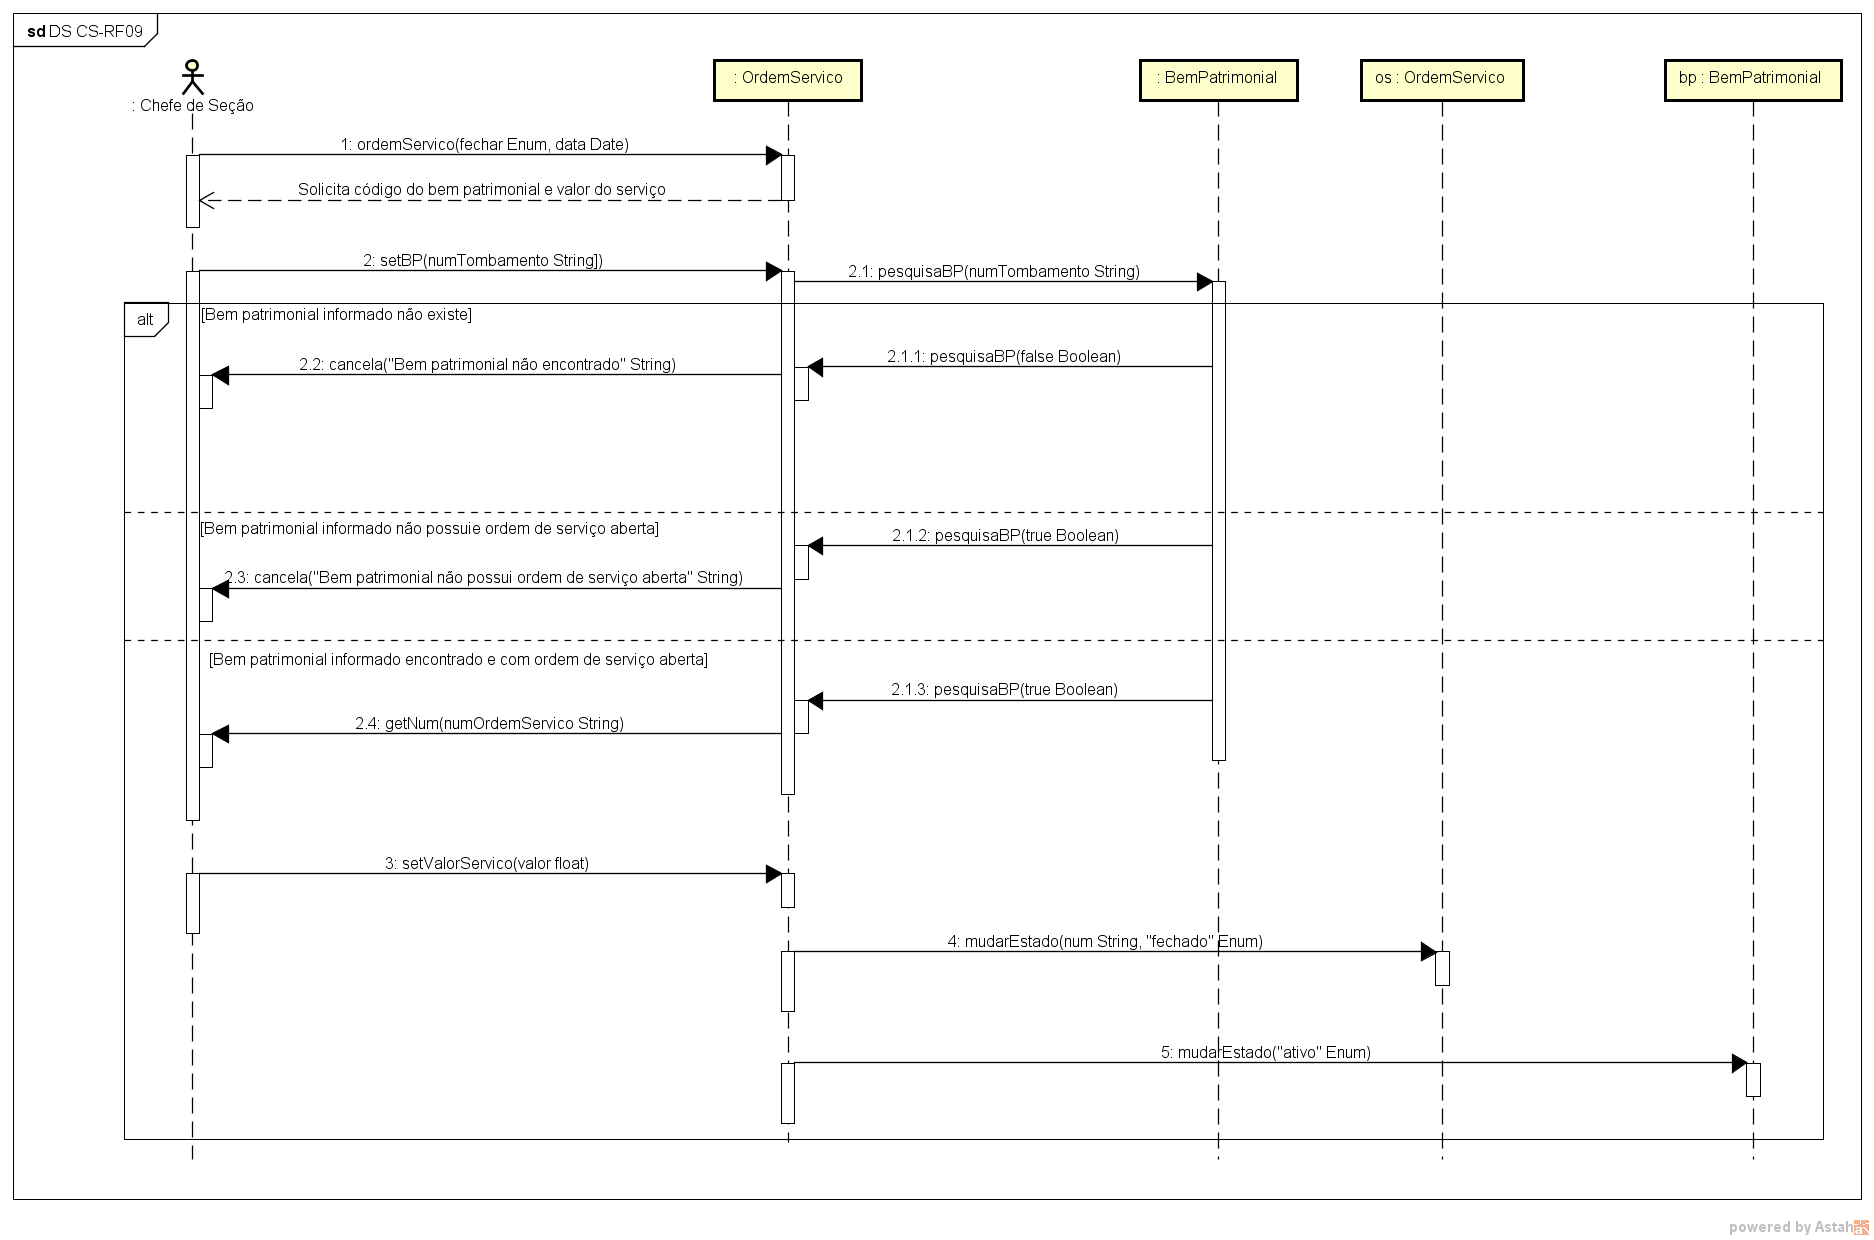 sd DS CS-RF09
: Chefe de Seção
: OrdemServico
: BemPatrimonial
os : OrdemServico
bp : BemPatrimonial
1: ordemServico(fechar Enum, data Date)
Solicita código do bem patrimonial e valor do serviço
2: setBP(numTombamento String])
2.1: pesquisaBP(numTombamento String)
alt
[Bem patrimonial informado não existe]
2.1.1: pesquisaBP(false Boolean)
2.2: cancela("Bem patrimonial não encontrado" String)
[Bem patrimonial informado não possuie ordem de serviço aberta]
2.1.2: pesquisaBP(true Boolean)
2.3: cancela("Bem patrimonial não possui ordem de serviço aberta" String)
[Bem patrimonial informado encontrado e com ordem de serviço aberta]
2.1.3: pesquisaBP(true Boolean)
2.4: getNum(numOrdemServico String)
3: setValorServico(valor float)
4: mudarEstado(num String, "fechado" Enum)
5: mudarEstado("ativo" Enum)
powered by Astah